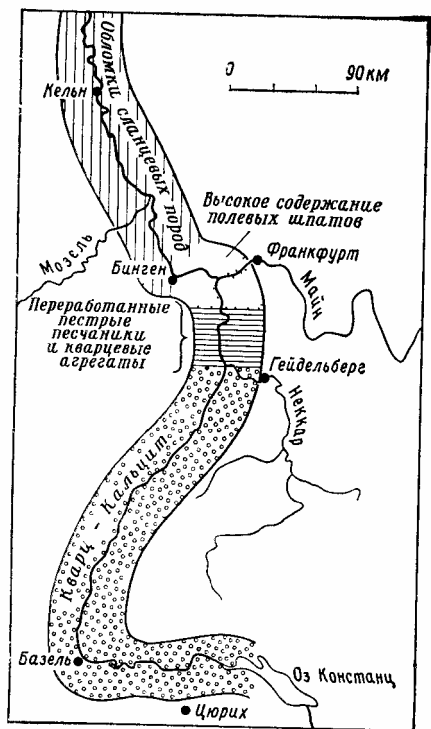 Обломки сланцевых пород
Кельн
0 90 км
Высокое содержание
полевых шпатов
Мозель
Франкфурт
Бинген
Майн
Переработанные
пестрые
песчаники
и кварцевые
агрегаты
Гейдельберг
Неккар
Кварц - Кальцит
Базель
Оз Констанц
Цюрих